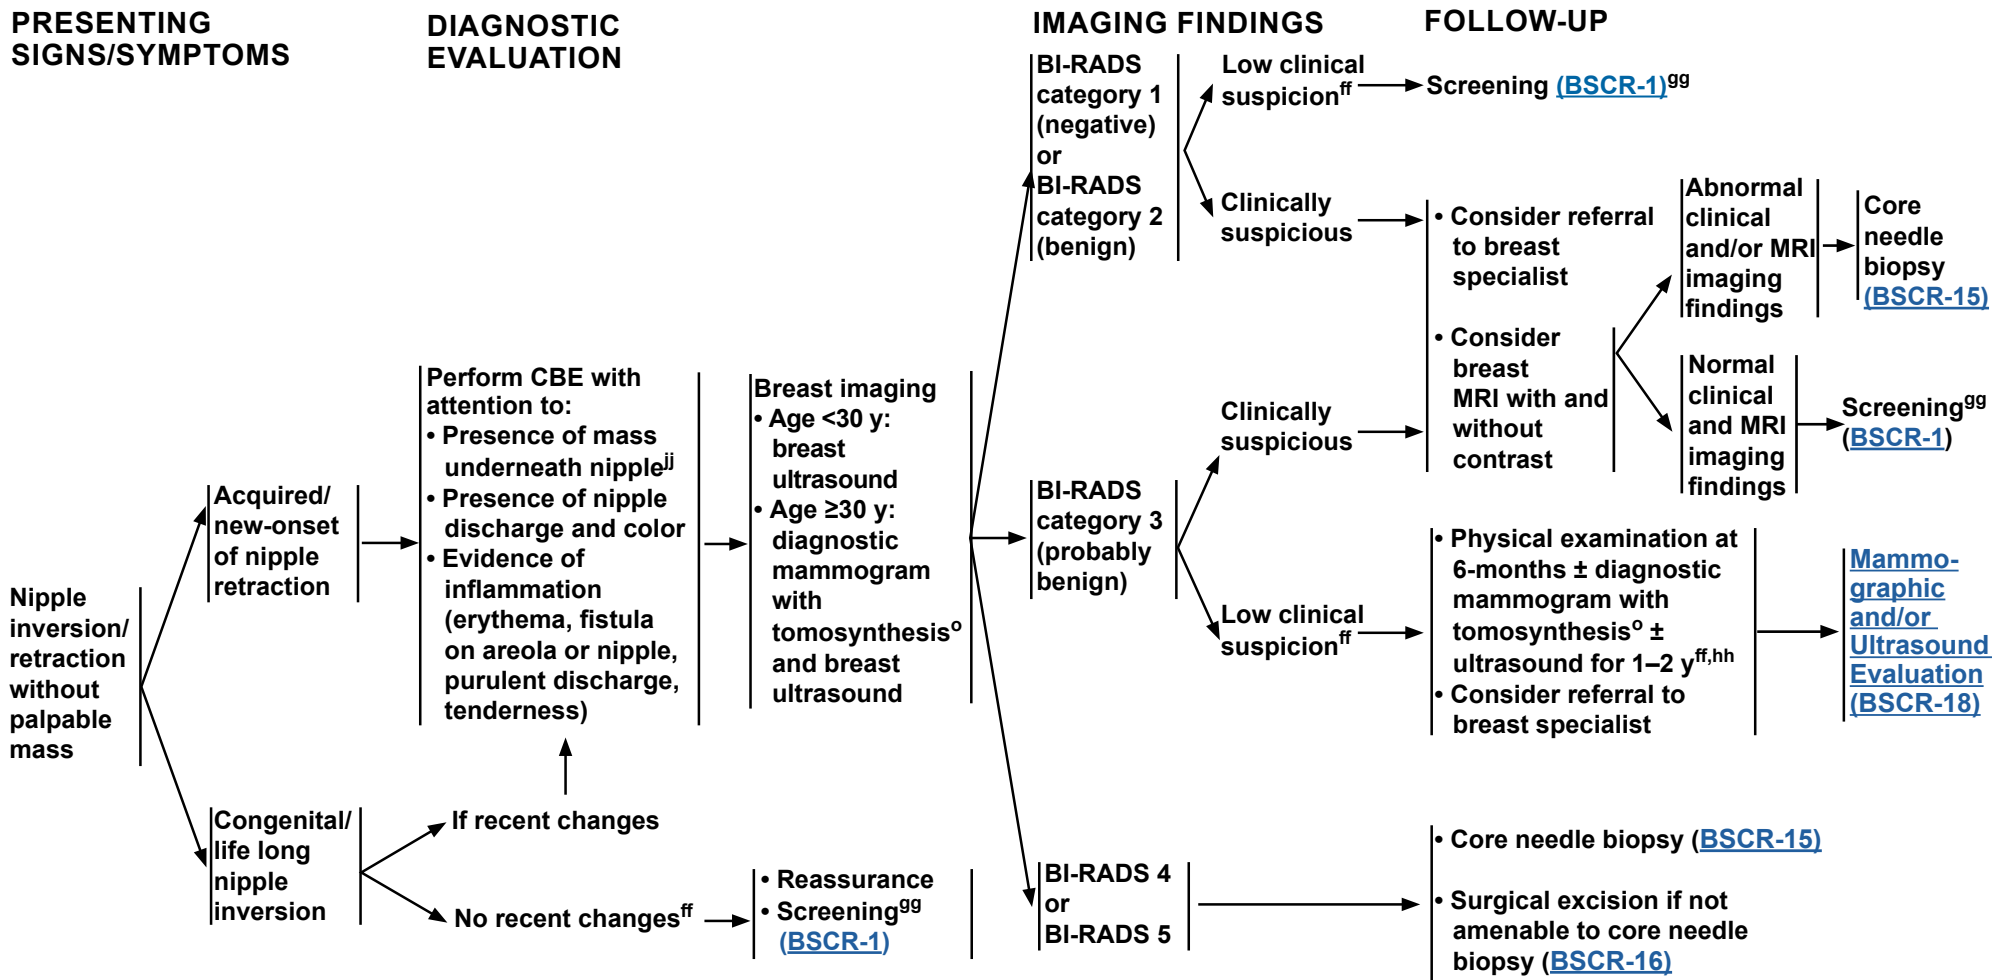 PRESENTING
SIGNS/SYMPTOMS
DIAGNOSTIC
EVALUATION
IMAGING FINDINGS
FOLLOW-UP
Nipple
inversion/
retraction
without
palpable
mass
Acquired/
new-onset
of nipple
retraction
Congenital/
life long
nipple
inversion
Perform CBE with
attention to:
• Presence of mass
underneath nipplejj
• Presence of nipple
discharge and color
• Evidence of
inflammation
(erythema, fistula
on areola or nipple,
purulent discharge,
tenderness)
If recent changes
No recent changesff
• Reassurance
• Screeninggg
(BSCR-1)
Breast imaging
• Age <30 y:
breast
ultrasound
• Age ≥30 y:
diagnostic
mammogram
with
tomosynthesiso
and breast
ultrasound
BI-RADS
category 1
(negative)
or
BI-RADS
category 2
(benign)
Low clinical
suspicionff
Screening (BSCR-1)gg
Clinically
suspicious
BI-RADS
category 3
(probably
benign)
Clinically
suspicious
Low clinical
suspicionff
• Consider referral
to breast
specialist
• Consider
breast
MRI with and
without
contrast
Abnormal
clinical
and/or MRI
imaging
findings
Core
needle
biopsy
(BSCR-15)
Normal
clinical
and MRI
imaging
findings
Screeninggg
(BSCR-1)
• Physical examination at
6-months ± diagnostic
mammogram with
tomosynthesiso ±
ultrasound for 1–2 yff,hh
• Consider referral to
breast specialist
Mammo-
graphic
and/or
Ultrasound
Evaluation
(BSCR-18)
BI-RADS 4
or
BI-RADS 5
• Core needle biopsy (BSCR-15)
• Surgical excision if not
amenable to core needle
biopsy (BSCR-16)